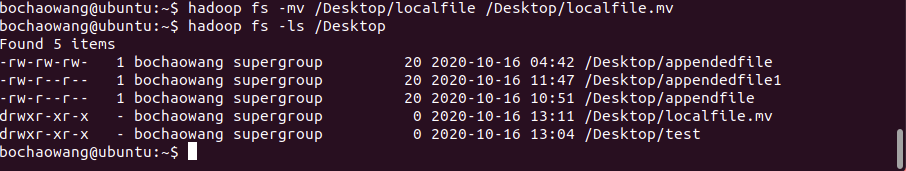 bochaowang@ubuntu:~$ hadoop fs -mv /Desktop/localfile /Desktop/localfile.mv
bochaowang@ubuntu:~$ hadoop fs -ls /Desktop
Found 5 items
-rw-rw-rw-   1 bochaowang supergroup         20 2020-10-16 04:42 /Desktop/appendedfile
-rw-r--r--   1 bochaowang supergroup         20 2020-10-16 11:47 /Desktop/appendedfile1
-rw-r--r--   1 bochaowang supergroup         20 2020-10-16 10:51 /Desktop/appendfile
drwxr-xr-x   - bochaowang supergroup          0 2020-10-16 13:11 /Desktop/localfile.mv
drwxr-xr-x   - bochaowang supergroup          0 2020-10-16 13:04 /Desktop/test
bochaowang@ubuntu:~$